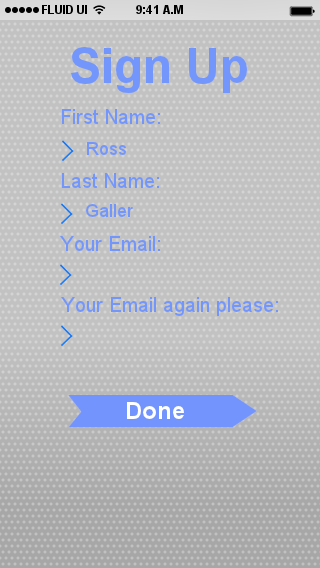 FLUID UI 9:41 A.M
Sign Up
First Name:
Ross
Last Name:
Galler
Your Email:
Your Email again please:
Done